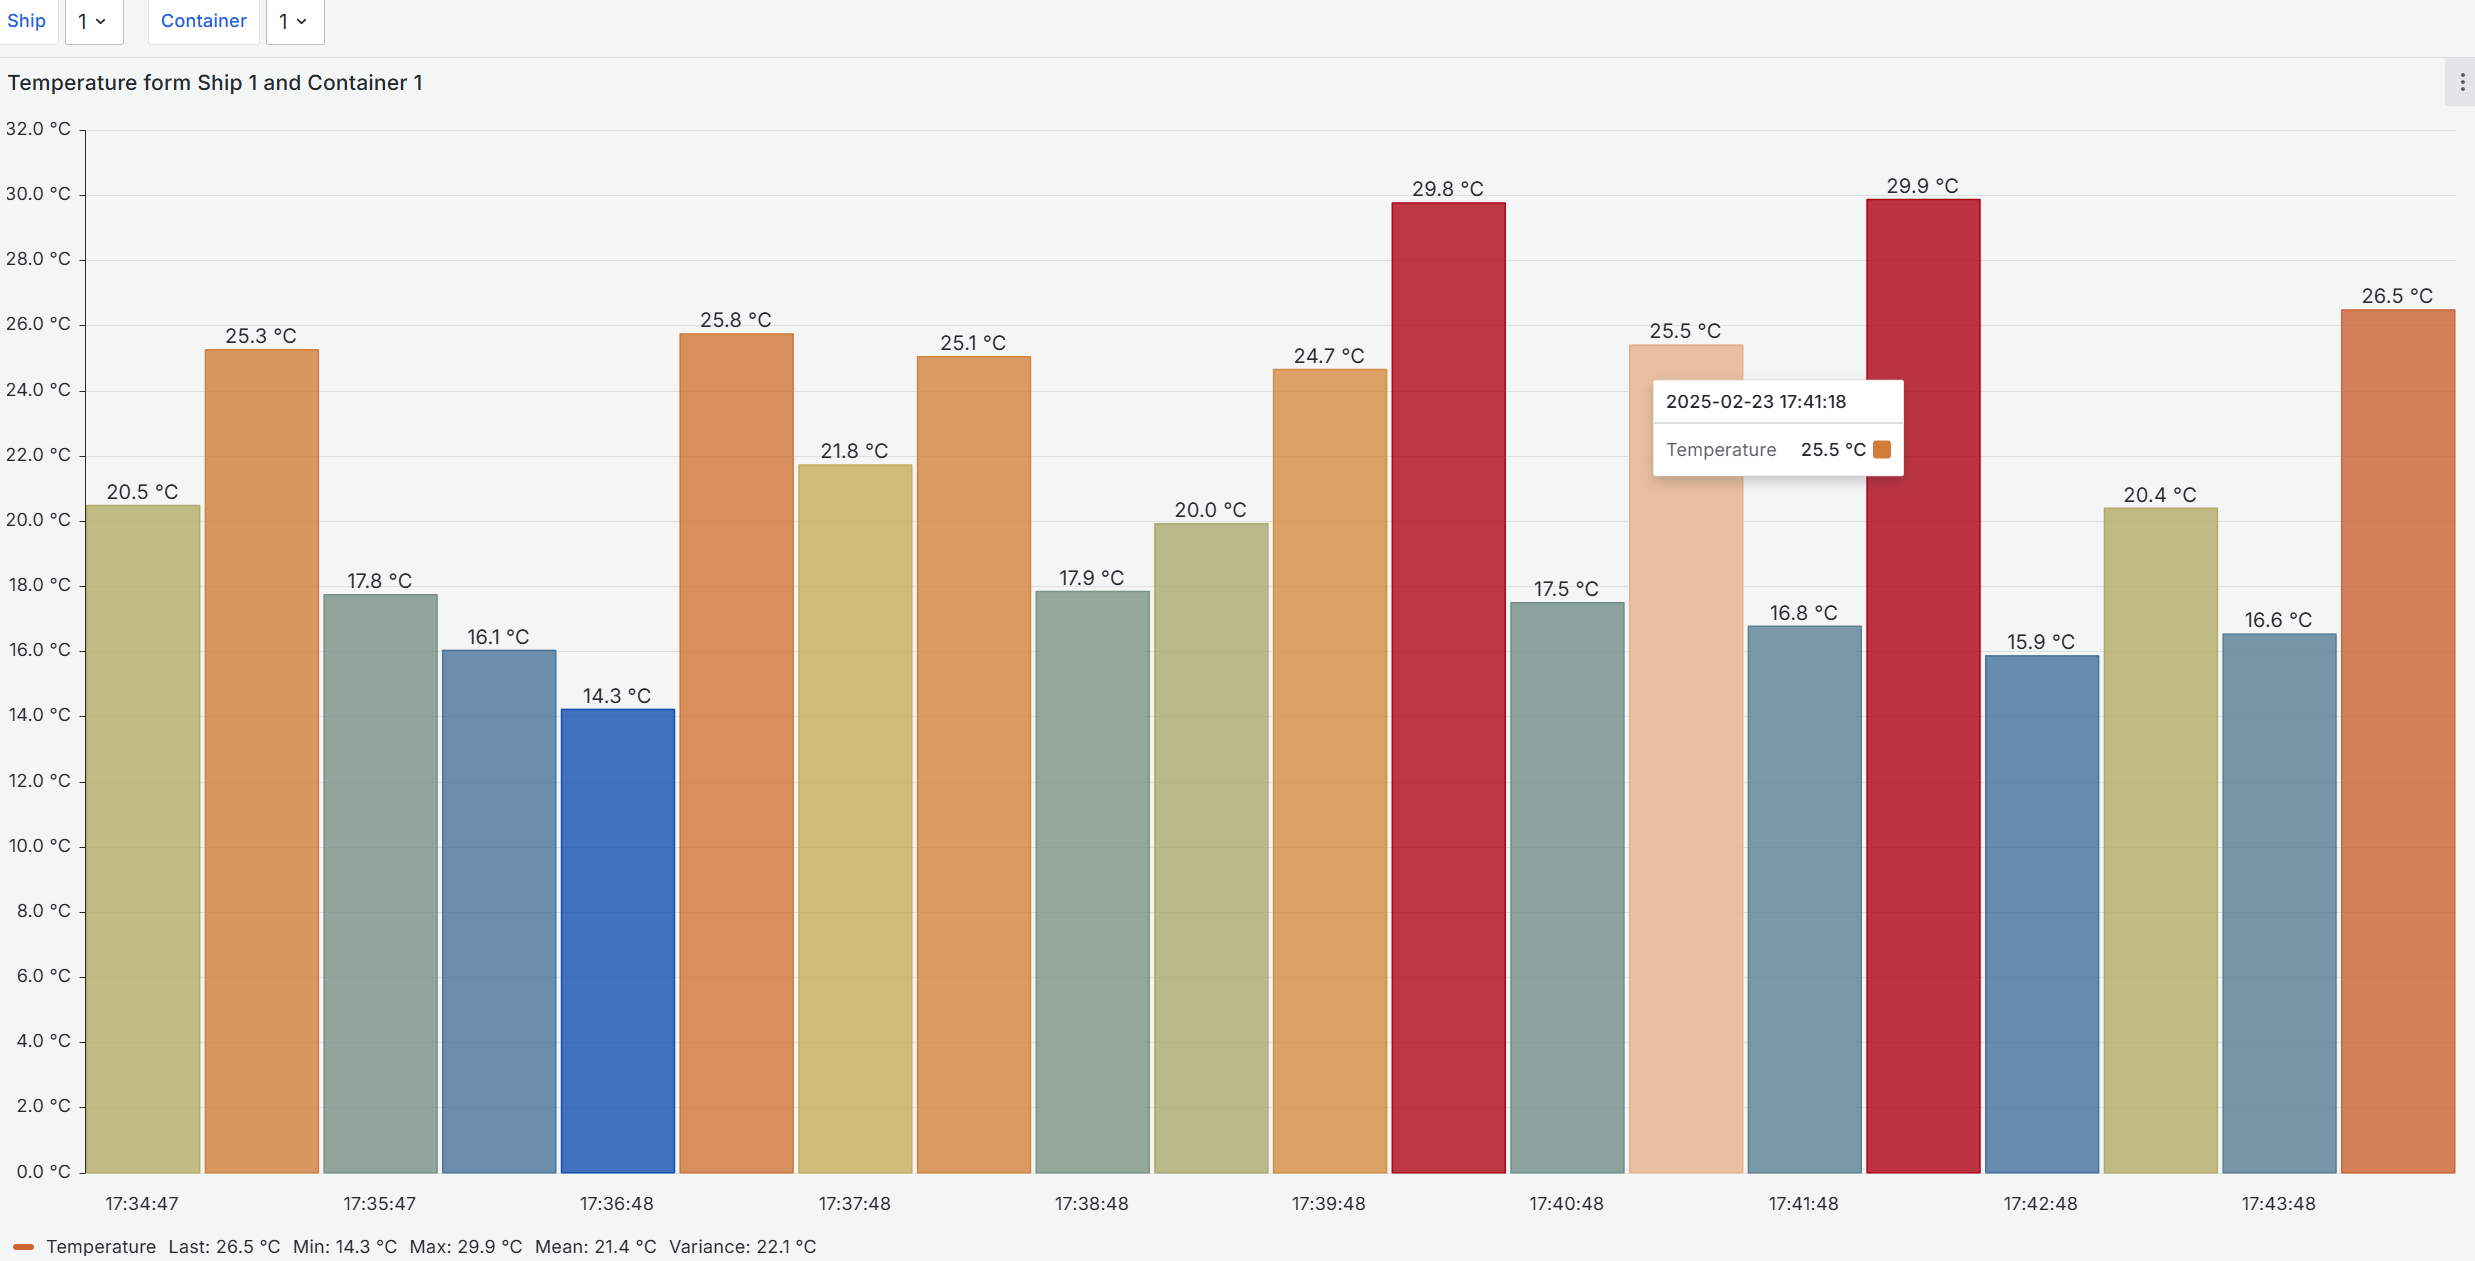 Ship 1 Container 1
Temperature form Ship 1 and Container 1
32.0 °C
30.0 °C
28.0 °C
26.0 °C
24.0 °C
22.0 °C
20.0 °C
18.0 °C
16.0 °C
14.0 °C
12.0 °C
10.0 °C
8.0 °C
6.0 °C
4.0 °C
2.0 °C
0.0 °C
20.5 °C
25.3 °C
17.8 °C
16.1 °C
14.3 °C
25.8 °C
21.8 °C
25.1 °C
17.9 °C
20.0 °C
24.7 °C
29.8 °C
17.5 °C
25.5 °C
16.8 °C
29.9 °C
15.9 °C
20.4 °C
16.6 °C
26.5 °C
2025-02-23 17:41:18
Temperature 25.5 °C
17:34:47 17:35:47 17:36:48 17:37:48 17:38:48 17:39:48 17:40:48 17:41:48 17:42:48 17:43:48
Temperature Last: 26.5 °C Min: 14.3 °C Max: 29.9 °C Mean: 21.4 °C Variance: 22.1 °C